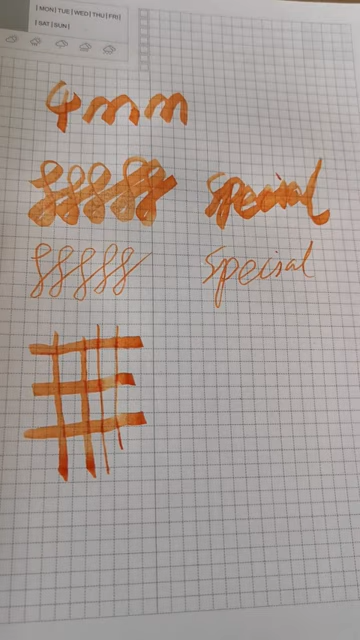 | MON | TUE | WED | THU | FRI |
| SAT | SUN |
4mm
Special
Special